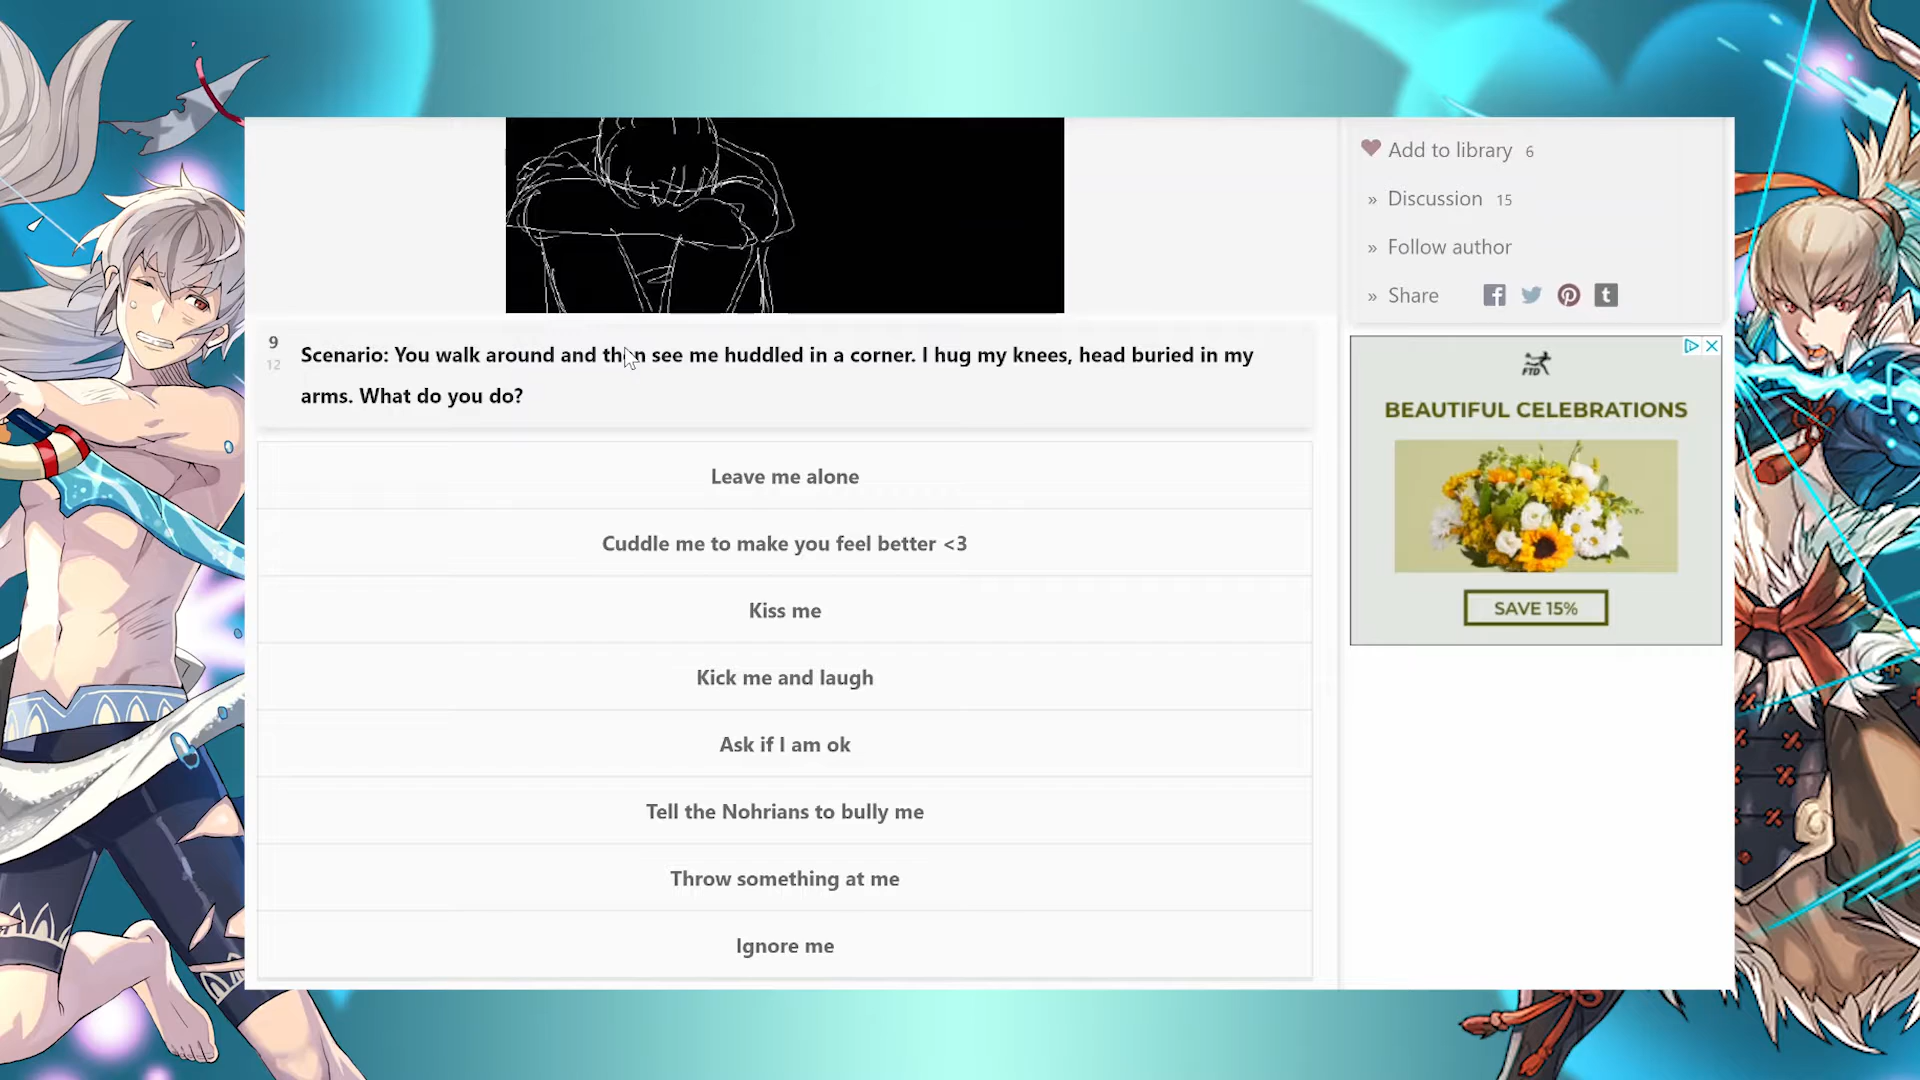 9
12
Scenario: You walk around and then see me huddled in a corner. I hug my knees, head buried in my
arms. What do you do?
Leave me alone
Cuddle me to make you feel better <3
Kiss me
Kick me and laugh
Ask if I am ok
Tell the Nohrians to bully me
Throw something at me
Ignore me
Add to library 6
» Discussion 15
» Follow author
» Share
FTD
BEAUTIFUL CELEBRATIONS
SAVE 15%